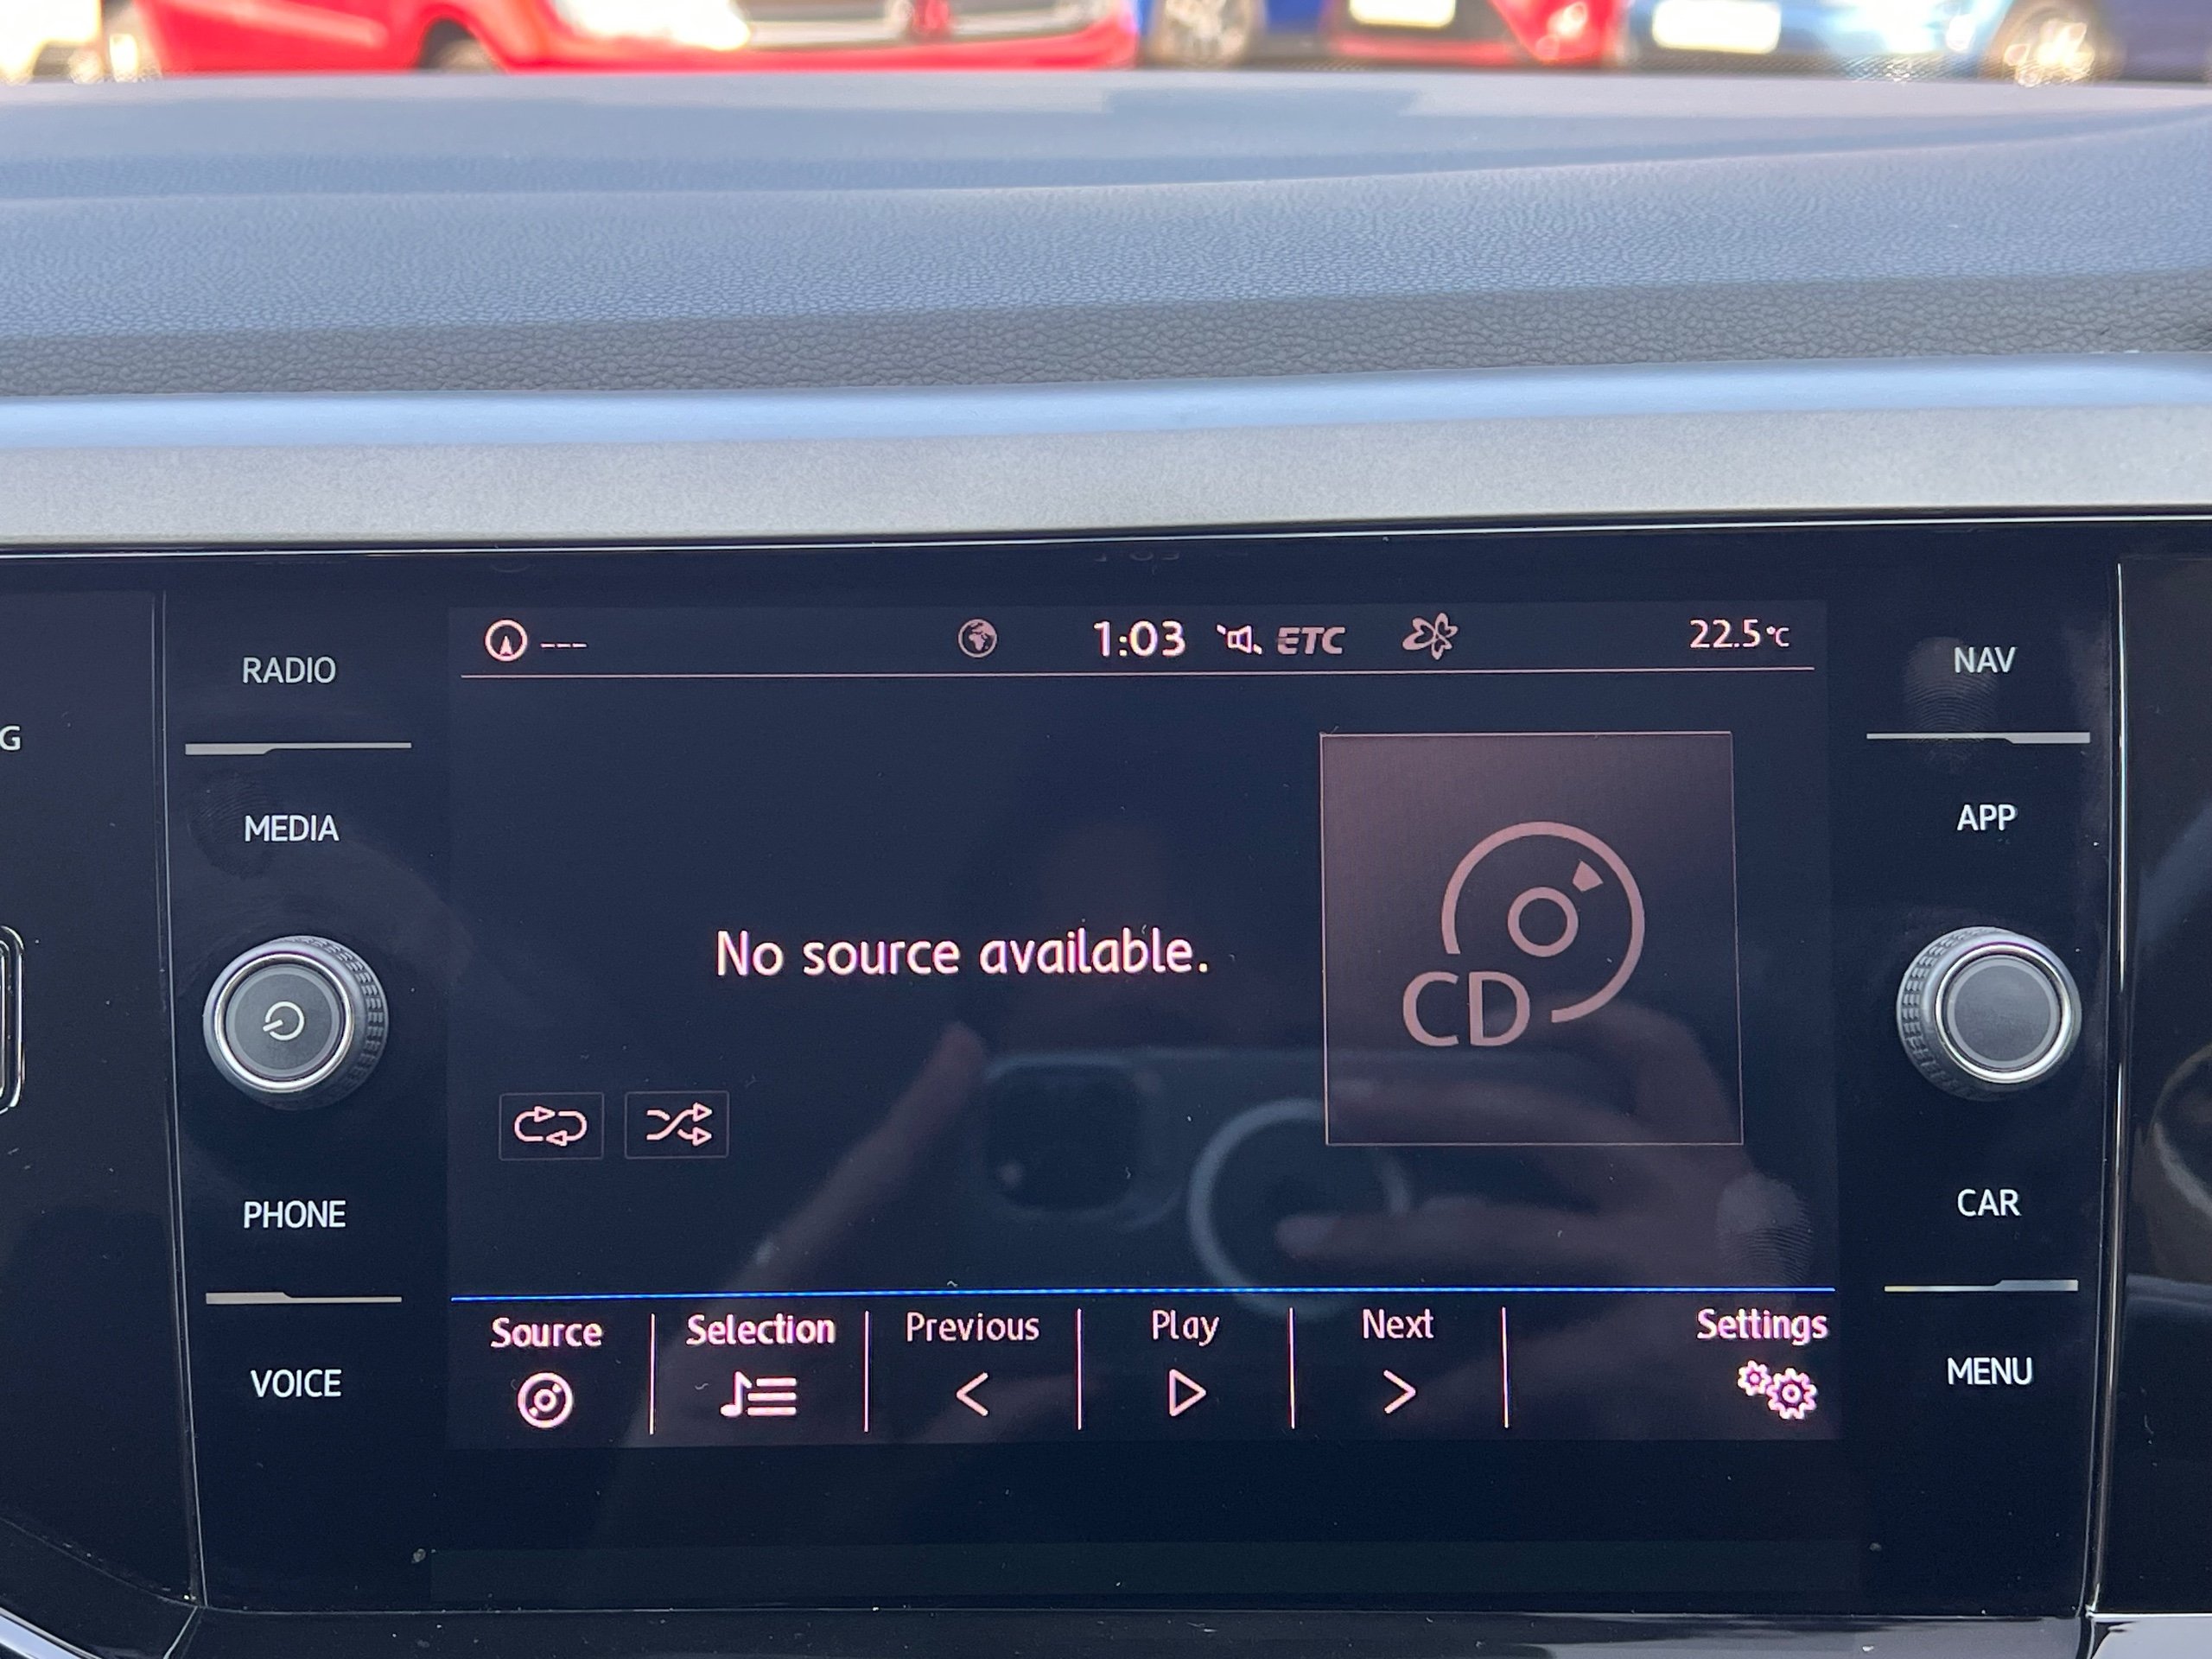 --- 1:03 ETC 22.5°C
RADIO
NAV
G
MEDIA
APP
No source available.
CD
PHONE
CAR
Source Selection Previous Play Next Settings
VOICE
MENU